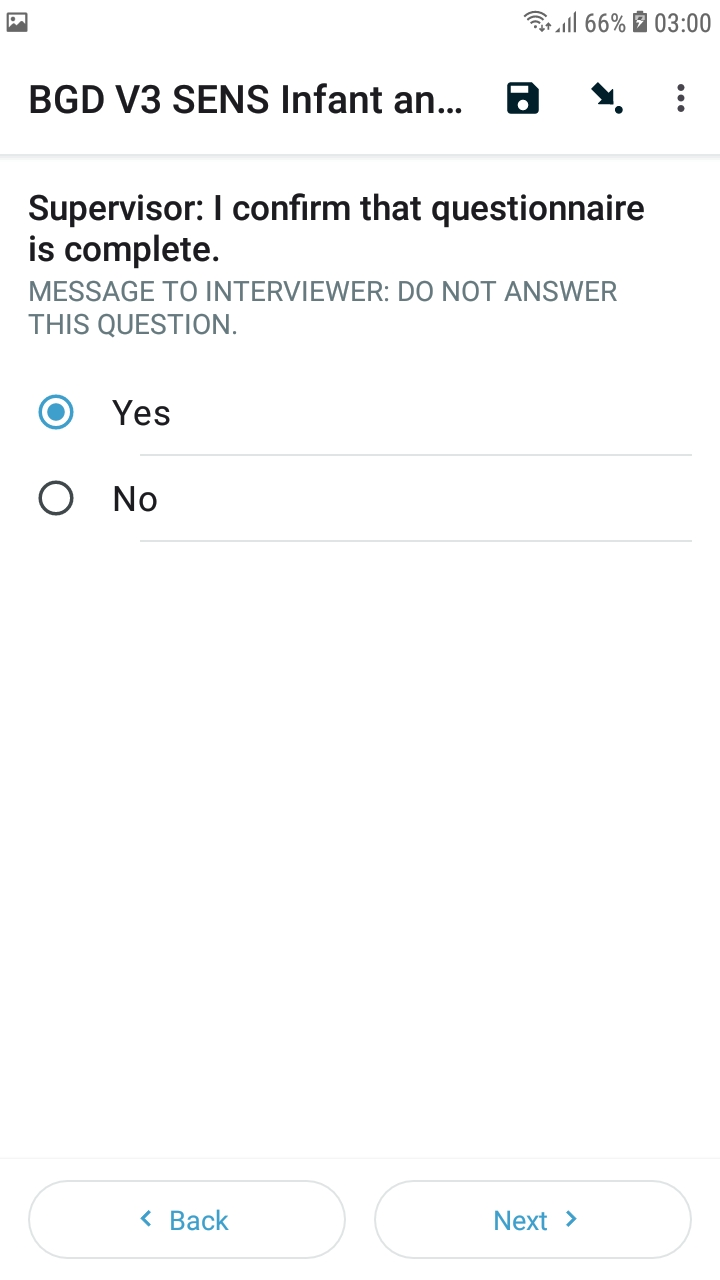 66% 03:00
BGD V3 SENS Infant an...
Supervisor: I confirm that questionnaire
is complete.
MESSAGE TO INTERVIEWER: DO NOT ANSWER
THIS QUESTION.
Yes
No
Back
Next